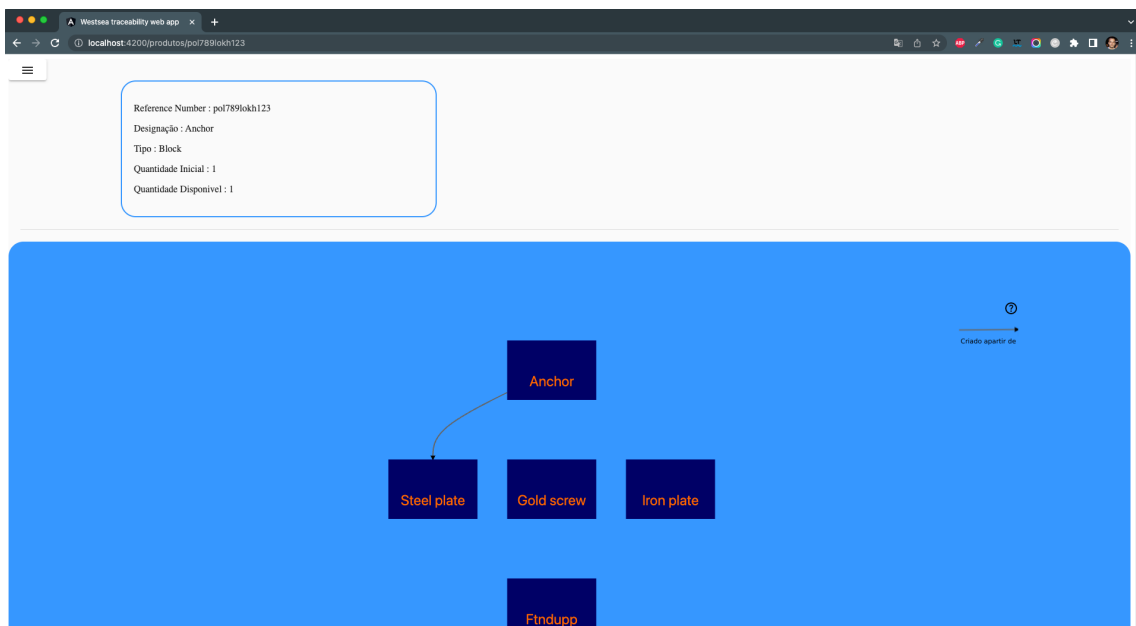 Westsea traceability web app
localhost:4200/produtos/pol789lokh123
Reference Number : pol789lokh123
Designação : Anchor
Tipo : Block
Quantidade Inicial : 1
Quantidade Disponivel : 1
Criado apartir de
Anchor
Steel plate
Gold screw
Iron plate
Ftndupp